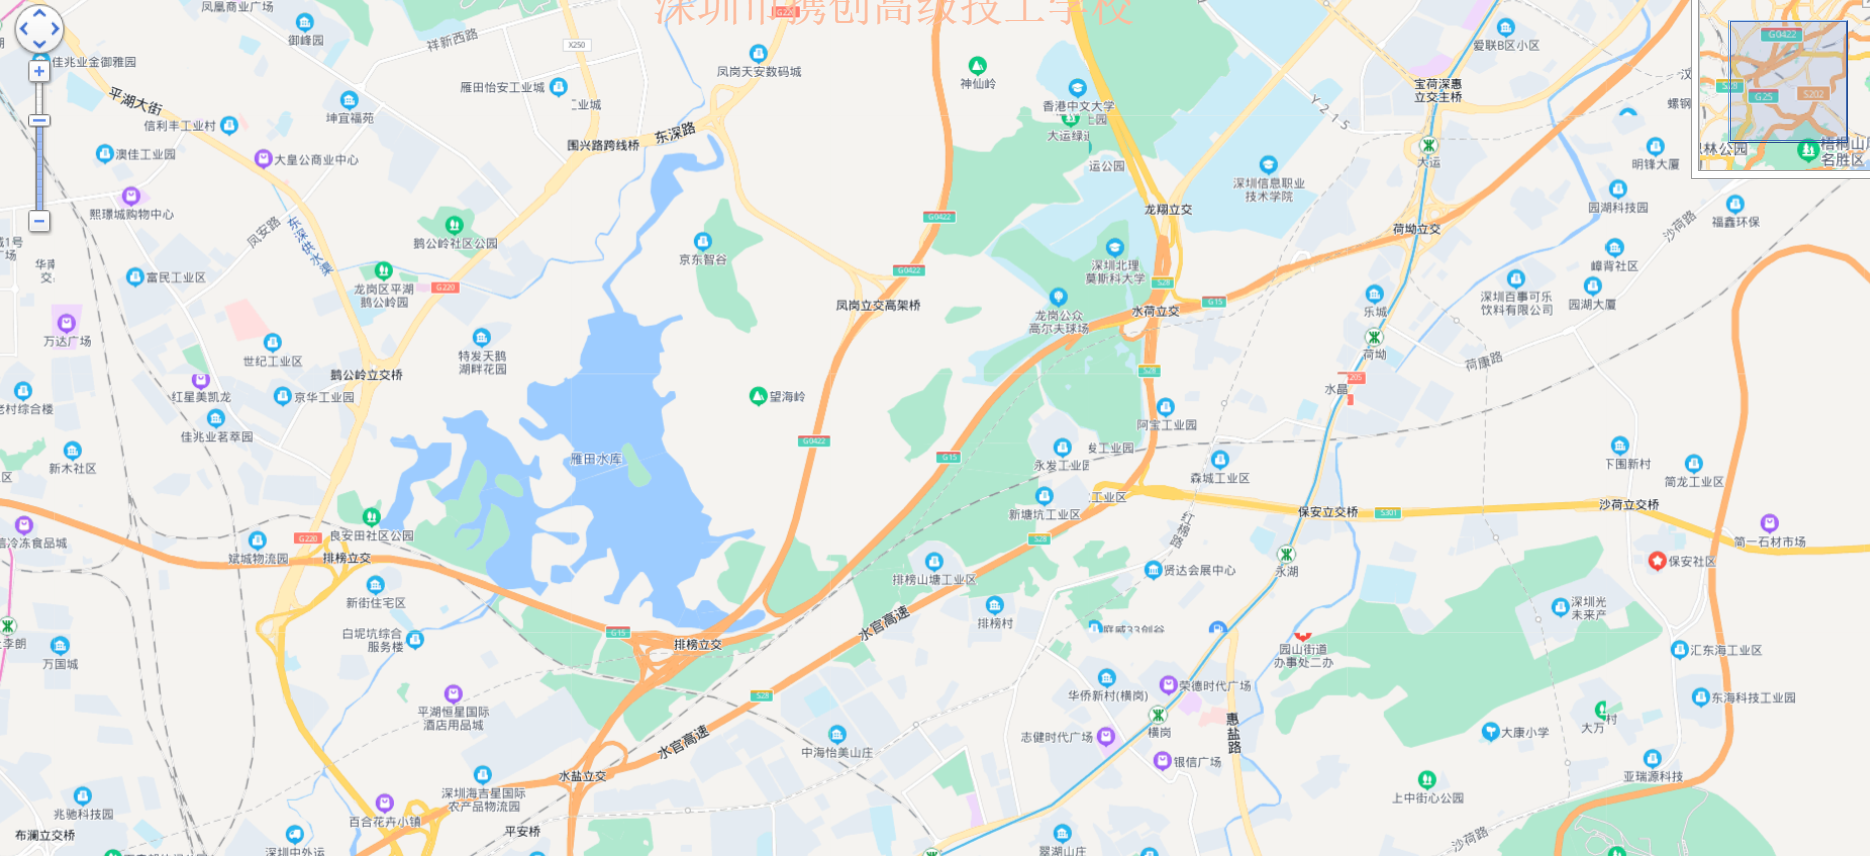 深圳市携创高级技工学校
凤凰商业广场
御峰园
祥新西路
X250
G220
凤岗天安数码城
神仙岭
爱联B区小区
佳兆业金御雅园
平湖大街
坤宜福苑
雁田怡安工业城
业城
香港中文大学
大运绿道
运公园
宝荷深惠
立交主桥
Y215
大运
螺钢
明锋大厦
G0422
S28
G25
S202
梧桐山风
名胜区
林公园
信利丰工业村
澳佳工业园
大皇公商业中心
围兴路跨线桥
东深路
深圳信息职业
技术学院
园湖科技园
福鑫环保
沙荷路
熙璟城购物中心
凤安路
东深供水渠
鹅公岭社区公园
龙翔立交
G0422
荷坳立交
京东智谷
深圳北理
莫斯科大学
嶂背社区
富民工业区
龙岗区平湖
鹅公岭园
G220
G0422
凤岗立交高架桥
龙岗公众
高尔夫球场
S28
G15
水荷立交
乐城
深圳百事可乐
饮料有限公司
园湖大厦
万达广场
世纪工业区
特发天鹅
湖畔花园
荷坳
荷康路
鹅公岭立交桥
S28
G205
水晶
红星美凯龙
京华工业园
望海岭
老村综合楼
佳兆业茗萃园
阿宝工业园
G0422
G15
永发工业园
发工业园
新木社区
雁田水库
森城工业区
下围新村
简龙工业区
工业区
新塘坑工业区
红棉路
保安立交桥
S301
沙荷立交桥
良安田社区公园
G220
冷冻食品城
斌城物流园
排榜立交
S28
简一石材市场
保安社区
排榜山塘工业区
贤达会展中心
永湖
新街住宅区
排榜村
水官高速
深圳光
未来产
李朗
万国城
白坭坑综合
服务楼
G15
排榜立交
园山街道
办事处二办
汇东海工业区
S28
华侨新村(横岗)
荣德时代广场
东海科技工业园
平湖恒星国际
酒店用品城
水官高速
中海怡美山庄
志健时代广场
横岗
惠盐路
大康小学
大万村
银信广场
水盐立交
亚瑞源科技
深圳海吉星国际
农产品物流园
上中街心公园
兆驰科技园
百合花卉小镇
布澜立交桥
平安桥
深圳中外运
翠湖山庄
沙荷路